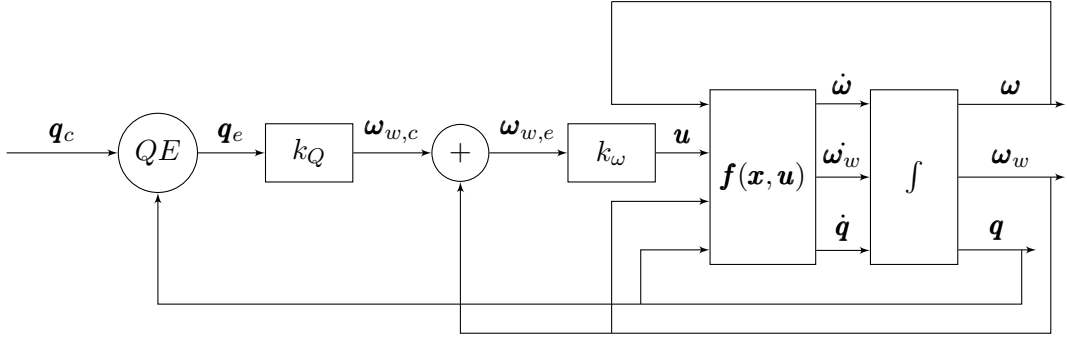 q_c
QE
q_e
k_Q
ω_{w,c}
+
ω_{w,e}
k_ω
u
f(x, u)
ω̇
ω̇_w
q̇
∫
ω
ω_w
q